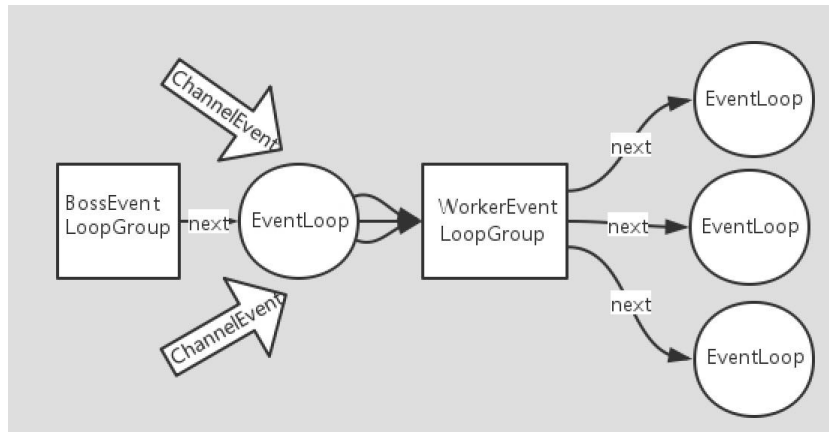 ChannelEvent
BossEvent
LoopGroup
next
EventLoop
ChannelEvent
WorkerEvent
LoopGroup
next
EventLoop
next
EventLoop
next
EventLoop